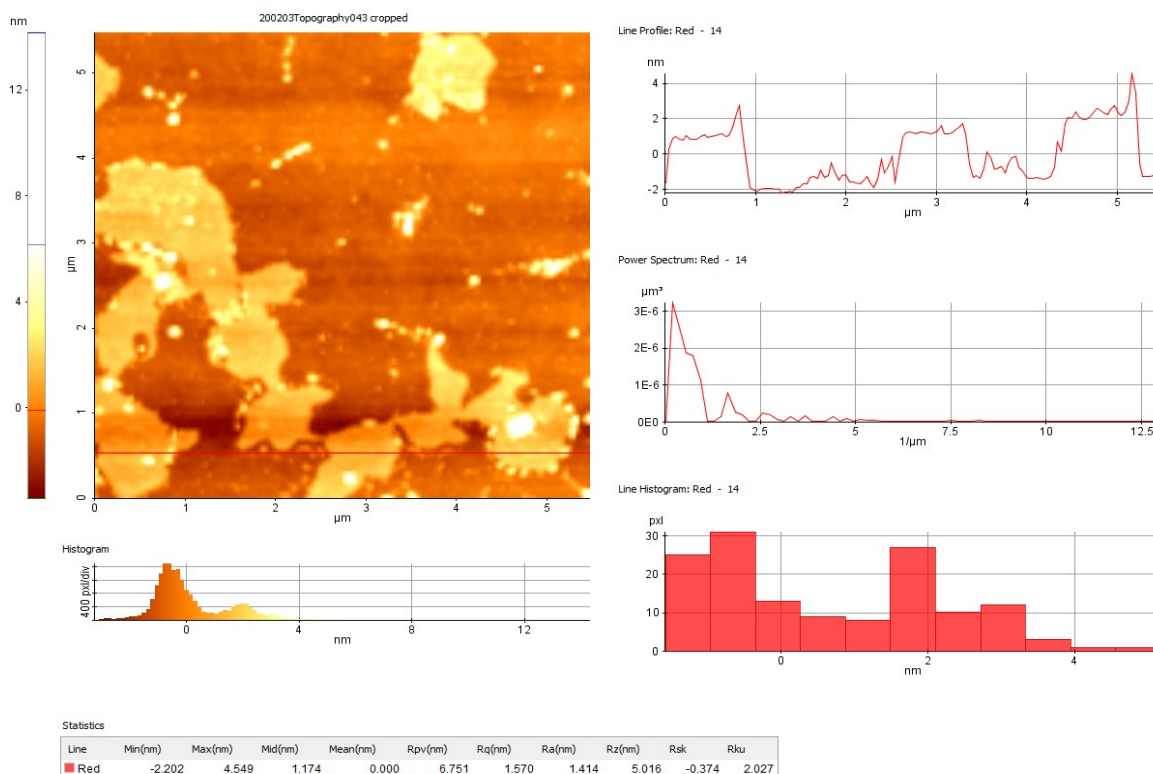 200203Topography043 cropped
nm
12
8
4
0
µm
5
4
3
2
1
0
0 1 2 3 4 5
µm
Histogram
400 pxl/div
0 4 8 12
nm
Line Profile: Red - 14
nm
4
2
0
-2
0 1 2 3 4 5
µm
Power Spectrum: Red - 14
µm³
3E-6
2E-6
1E-6
0E0
0 2.5 5 7.5 10 12.5
1/µm
Line Histogram: Red - 14
pxl
30
20
10
0
0 2 4
nm
Statistics
Line Min(nm) Max(nm) Mid(nm) Mean(nm) Rpv(nm) Rq(nm) Ra(nm) Rz(nm) Rsk Rku
Red -2.202 4.549 1.174 0.000 6.751 1.570 1.414 5.016 -0.374 2.027